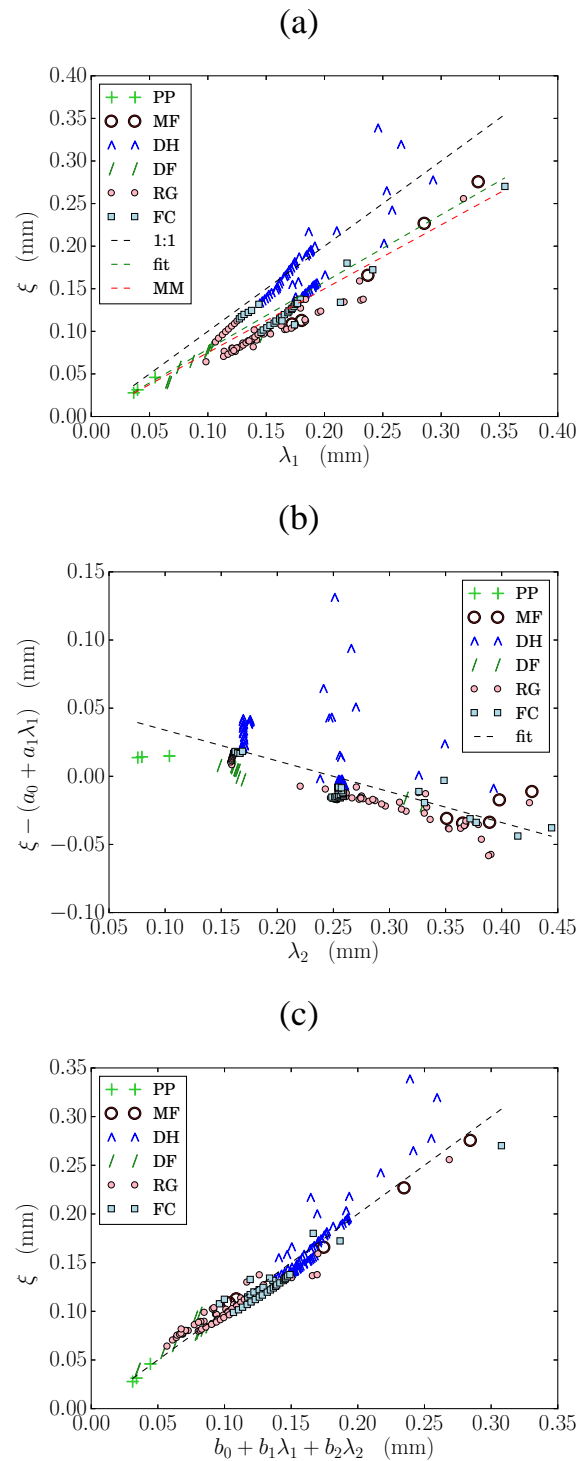 (a)
0.40
0.35
0.30
0.25
0.20
0.15
0.10
0.05
0.00
ξ (mm)
PP
MF
DH
DF
RG
FC
1:1
fit
MM
0.00 0.05 0.10 0.15 0.20 0.25 0.30 0.35 0.40
λ₁ (mm)
(b)
0.15
0.10
0.05
0.00
−0.05
−0.10
ξ − (a₀ + a₁λ₁) (mm)
PP
MF
DH
DF
RG
FC
fit
0.05 0.10 0.15 0.20 0.25 0.30 0.35 0.40 0.45
λ₂ (mm)
(c)
0.35
0.30
0.25
0.20
0.15
0.10
0.05
0.00
ξ (mm)
PP
MF
DH
DF
RG
FC
0.00 0.05 0.10 0.15 0.20 0.25 0.30 0.35
b₀ + b₁λ₁ + b₂λ₂ (mm)